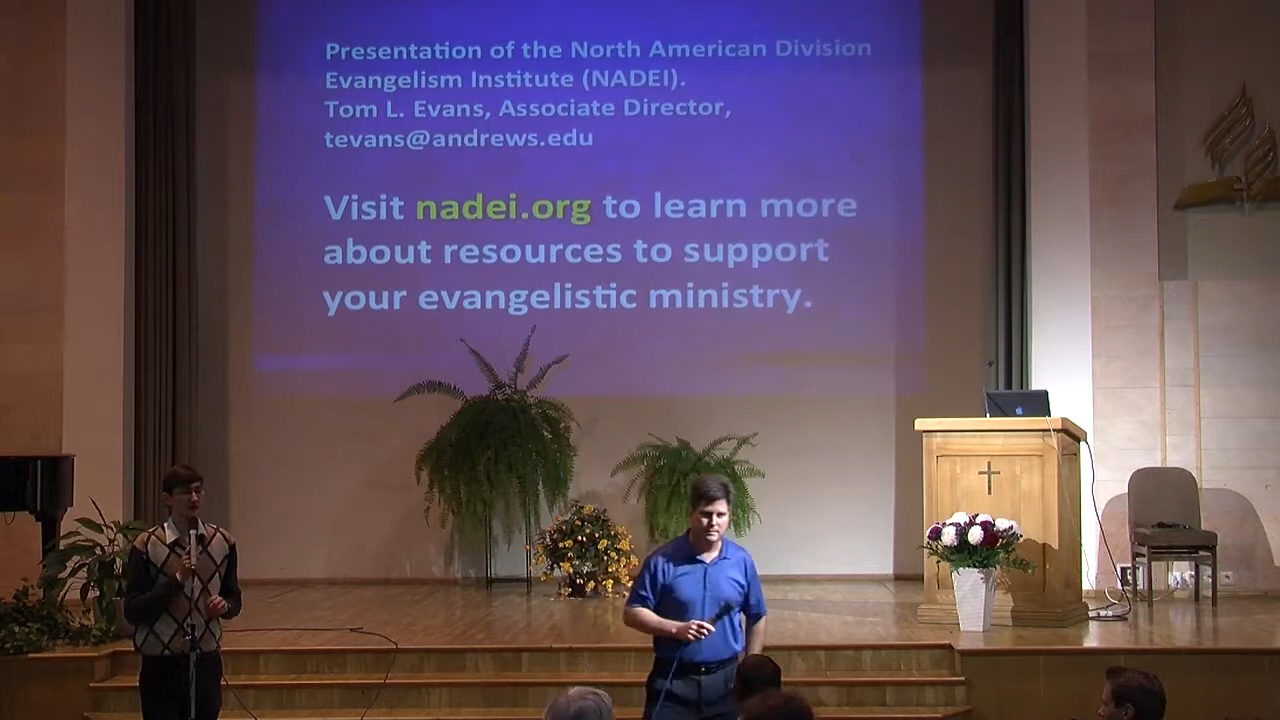 Presentation of the North American Division
Evangelism Institute (NADEI).
Tom L. Evans, Associate Director,
tevans@andrews.edu
Visit nadei.org to learn more
about resources to support
your evangelistic ministry.